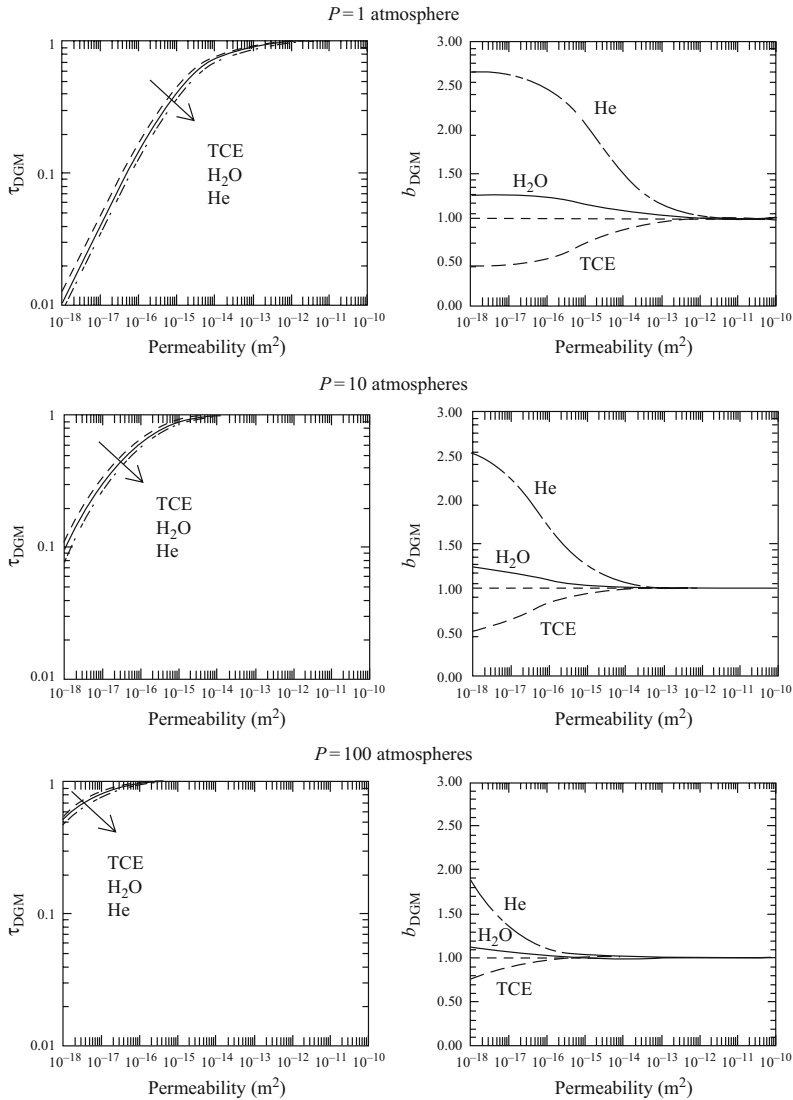 P = 1 atmosphere
τDGM
1
0.1
0.01
TCE
H₂O
He
10⁻¹⁸ 10⁻¹⁷ 10⁻¹⁶ 10⁻¹⁵ 10⁻¹⁴ 10⁻¹³ 10⁻¹² 10⁻¹¹ 10⁻¹⁰
Permeability (m²)
bDGM
3.00
2.50
2.00
1.50
1.00
0.50
0.00
He
H₂O
TCE
10⁻¹⁸ 10⁻¹⁷ 10⁻¹⁶ 10⁻¹⁵ 10⁻¹⁴ 10⁻¹³ 10⁻¹² 10⁻¹¹ 10⁻¹⁰
Permeability (m²)
P = 10 atmospheres
τDGM
1
0.1
0.01
TCE
H₂O
He
10⁻¹⁸ 10⁻¹⁷ 10⁻¹⁶ 10⁻¹⁵ 10⁻¹⁴ 10⁻¹³ 10⁻¹² 10⁻¹¹ 10⁻¹⁰
Permeability (m²)
bDGM
3.00
2.50
2.00
1.50
1.00
0.50
0.00
He
H₂O
TCE
10⁻¹⁸ 10⁻¹⁷ 10⁻¹⁶ 10⁻¹⁵ 10⁻¹⁴ 10⁻¹³ 10⁻¹² 10⁻¹¹ 10⁻¹⁰
Permeability (m²)
P = 100 atmospheres
τDGM
1
0.1
0.01
TCE
H₂O
He
10⁻¹⁸ 10⁻¹⁷ 10⁻¹⁶ 10⁻¹⁵ 10⁻¹⁴ 10⁻¹³ 10⁻¹² 10⁻¹¹ 10⁻¹⁰
Permeability (m²)
bDGM
3.00
2.50
2.00
1.50
1.00
0.50
0.00
He
H₂O
TCE
10⁻¹⁸ 10⁻¹⁷ 10⁻¹⁶ 10⁻¹⁵ 10⁻¹⁴ 10⁻¹³ 10⁻¹² 10⁻¹¹ 10⁻¹⁰
Permeability (m²)